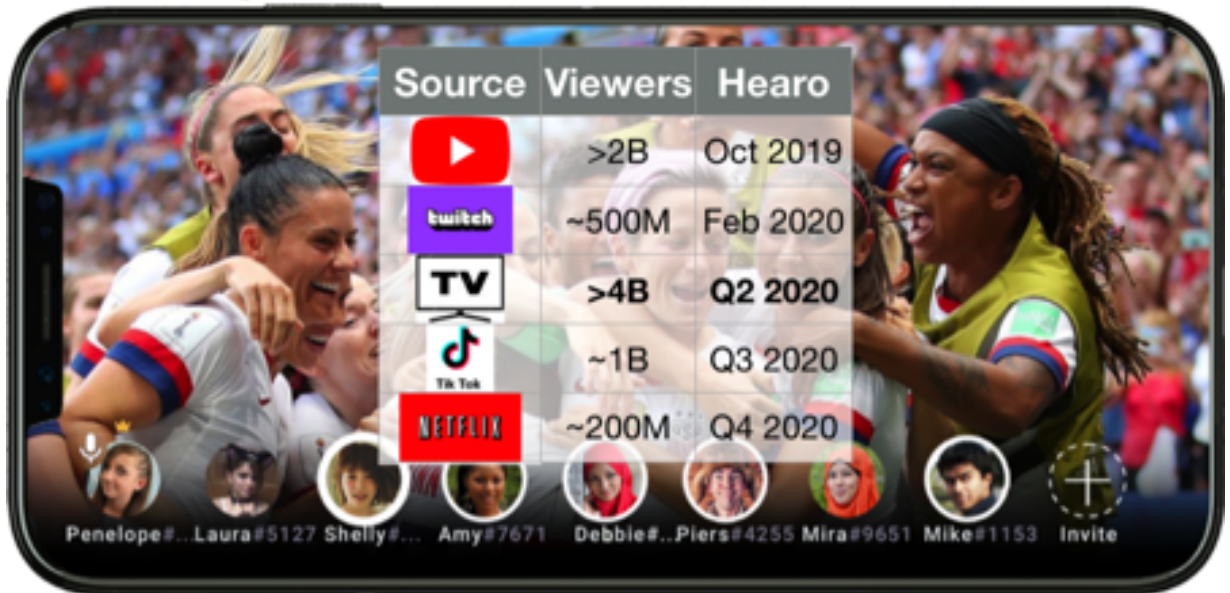 Source Viewers Hearo
>2B Oct 2019
twitch ~500M Feb 2020
TV >4B Q2 2020
Tik Tok ~1B Q3 2020
NETFLIX ~200M Q4 2020
Penelope#... Laura#5127 Shelly#... Amy#7671 Debbie#... Piers#4255 Mira#9651 Mike#1153 Invite